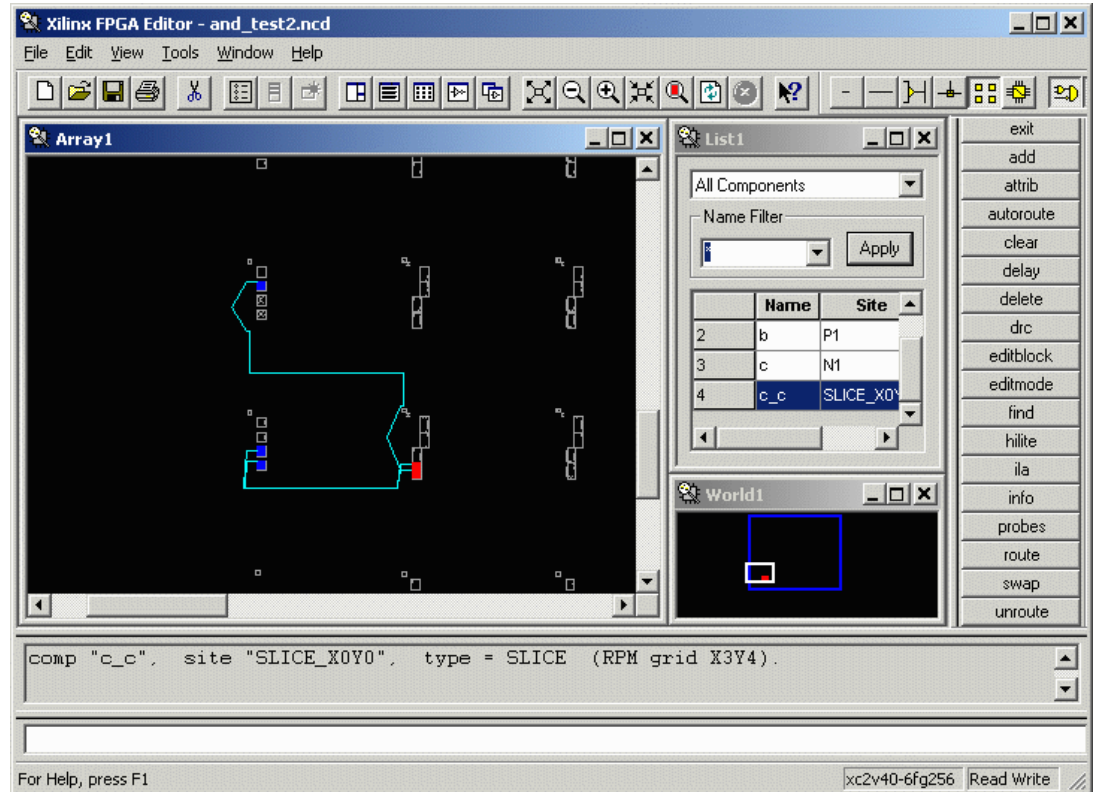 Xilinx FPGA Editor - and_test2.ncd
File Edit View Tools Window Help
Array1
List1
All Components
Name Filter
*
Apply
Name Site
2 b P1
3 c N1
4 c_c SLICE_X0Y
World1
exit
add
attrib
autoroute
clear
delay
delete
drc
editblock
editmode
find
hilite
ila
info
probes
route
swap
unroute
comp "c_c", site "SLICE_X0Y0", type = SLICE (RPM grid X3Y4).
For Help, press F1
xc2v40-6fg256 Read Write